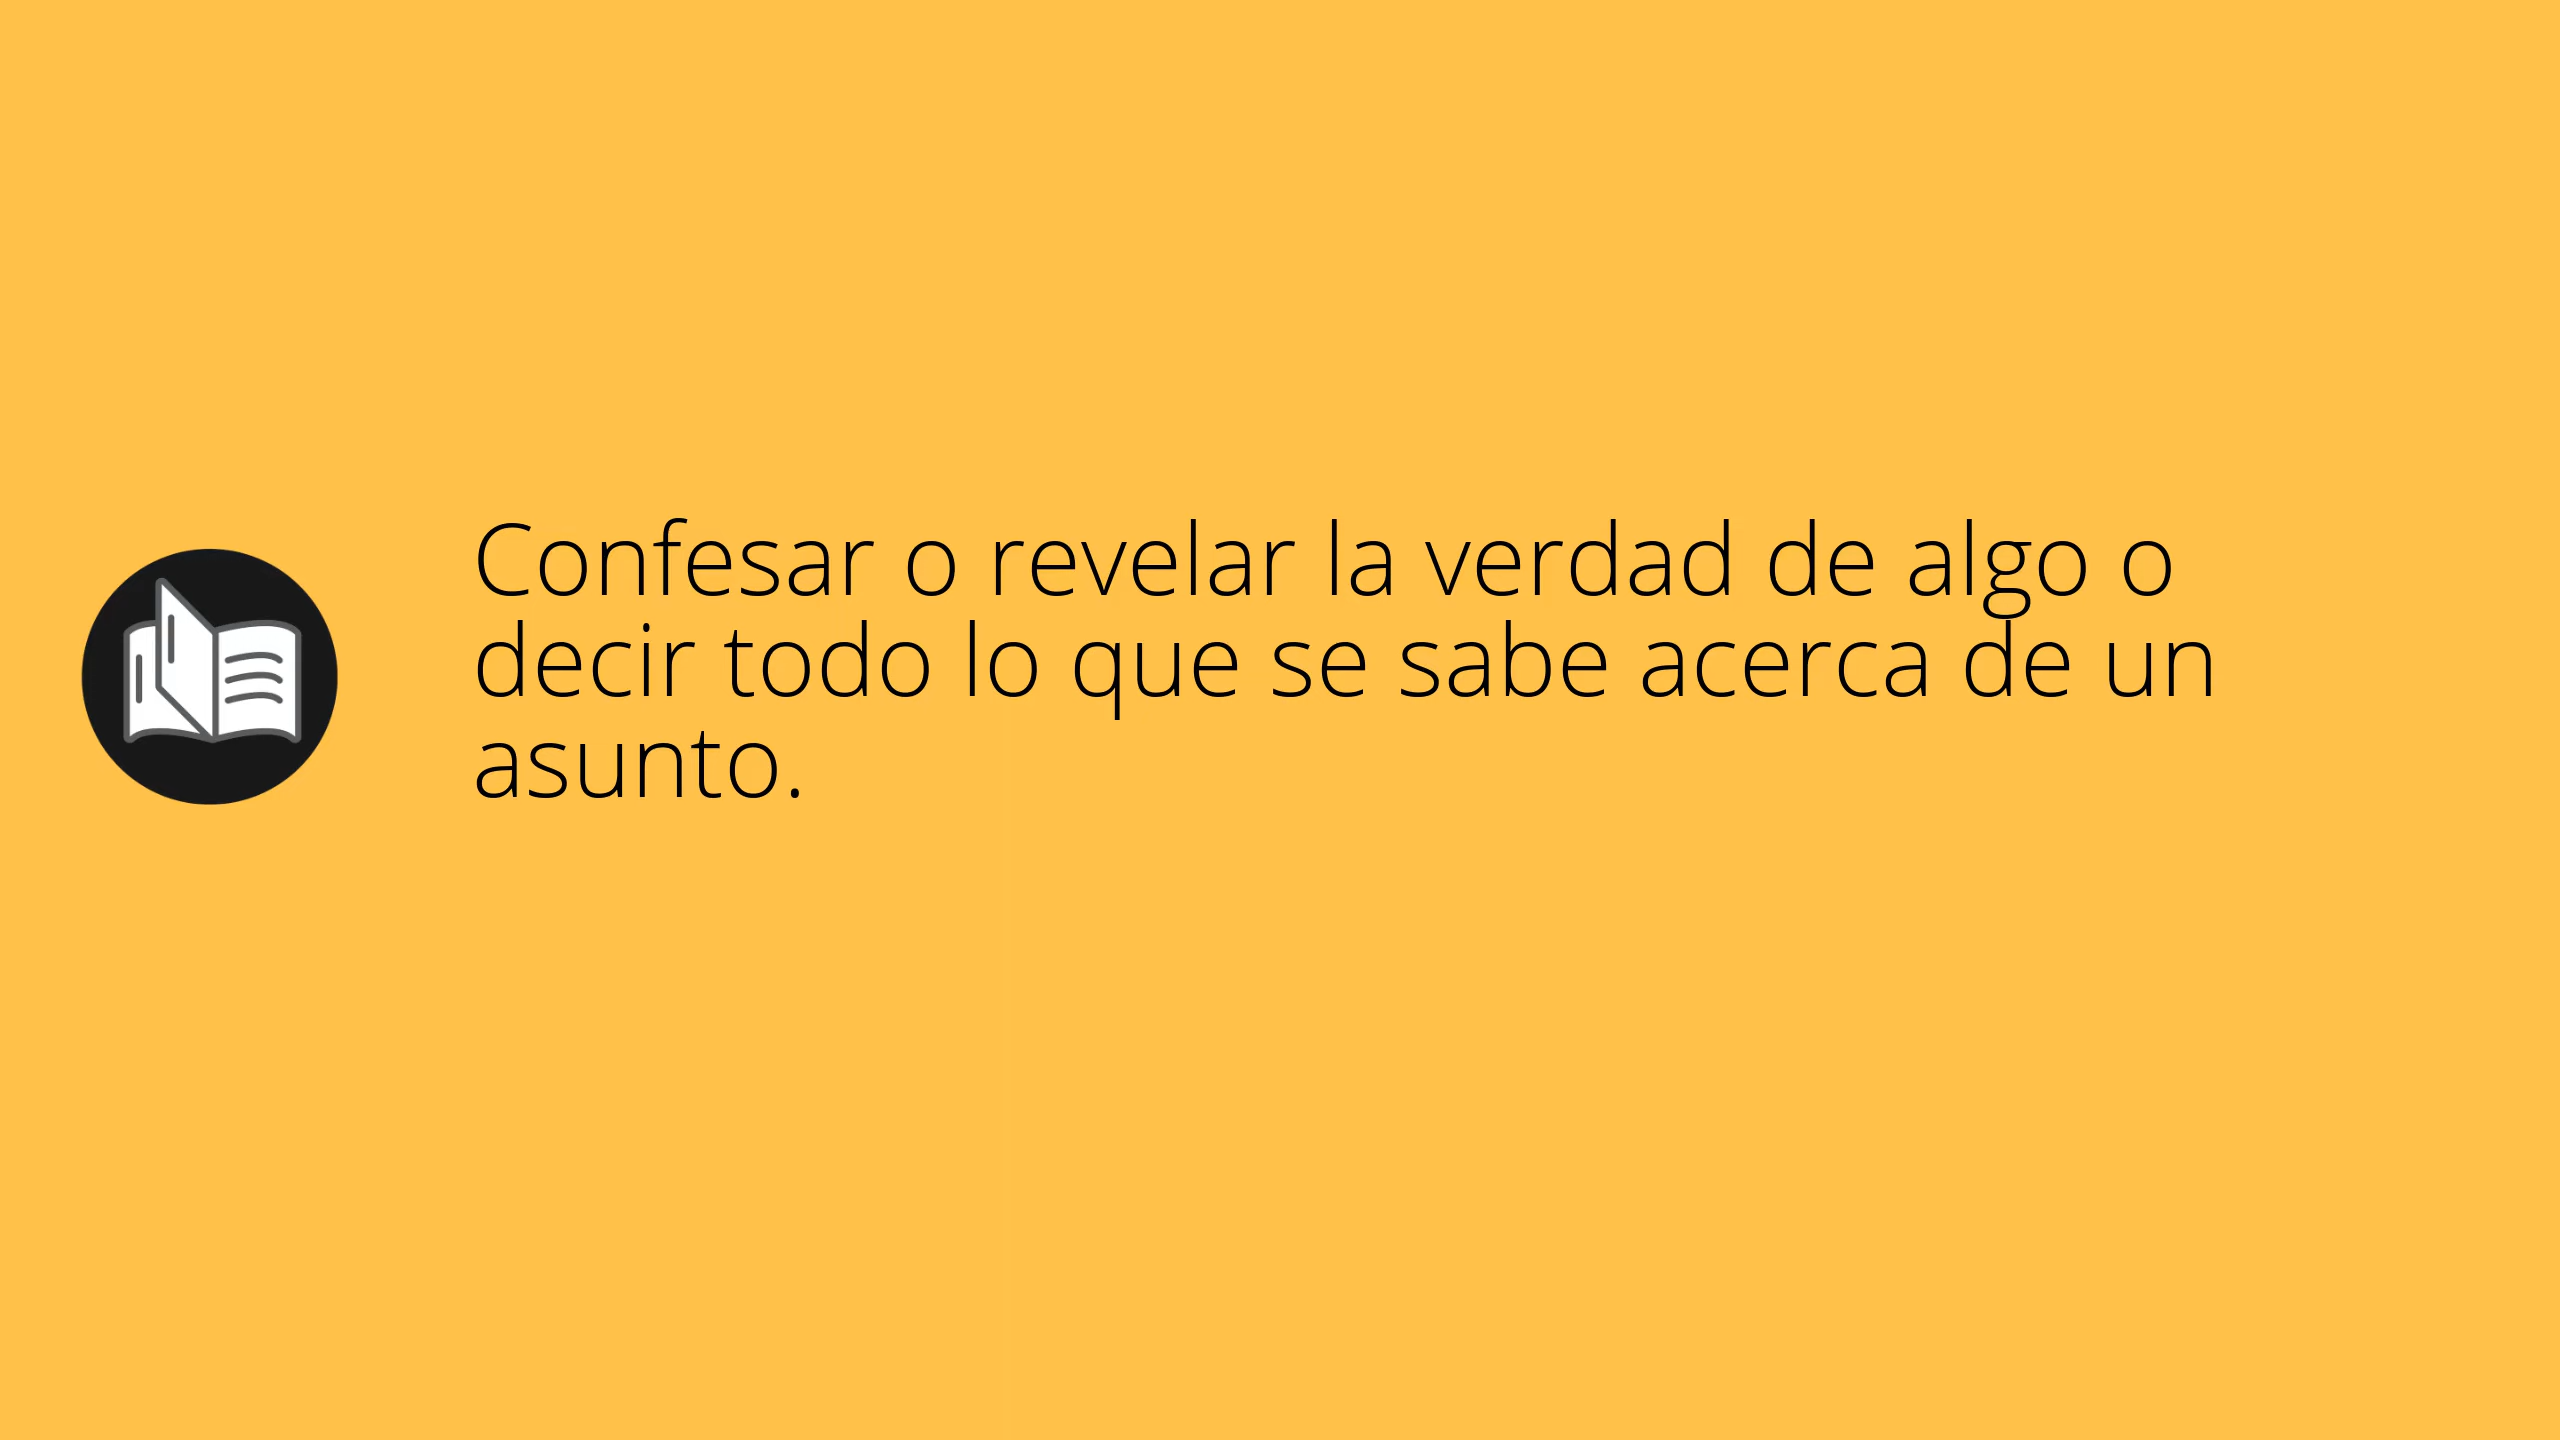 Confesar o revelar la verdad de algo o
decir todo lo que se sabe acerca de un
asunto.